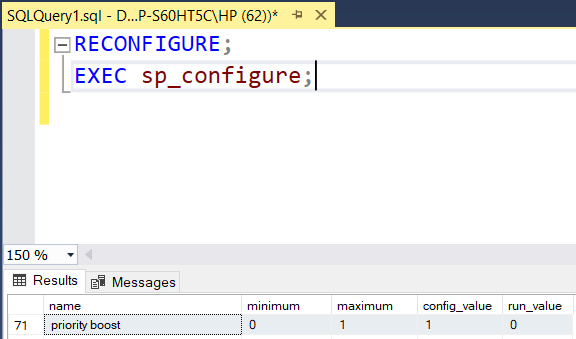 SQLQuery1.sql - D...P-S60HT5C\HP (62))*
RECONFIGURE;
EXEC sp_configure;
150 %
Results Messages
name minimum maximum config_value run_value
71 priority boost 0 1 1 0